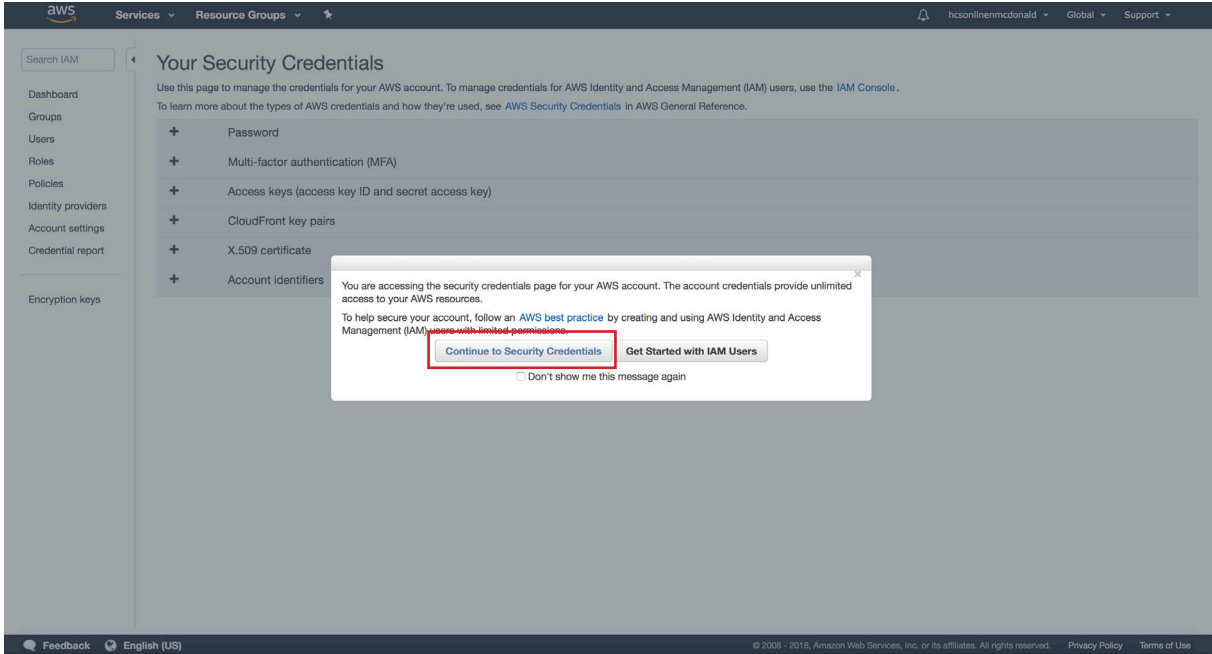 aws
Services
Resource Groups
hcsonlinenmcdonald
Global
Support
Search IAM
Dashboard
Groups
Users
Roles
Policies
Identity providers
Account settings
Credential report
Encryption keys
Your Security Credentials
Use this page to manage the credentials for your AWS account. To manage credentials for AWS Identity and Access Management (IAM) users, use the IAM Console.
To learn more about the types of AWS credentials and how they're used, see AWS Security Credentials in AWS General Reference.
Password
Multi-factor authentication (MFA)
Access keys (access key ID and secret access key)
CloudFront key pairs
X.509 certificate
Account identifiers
You are accessing the security credentials page for your AWS account. The account credentials provide unlimited
access to your AWS resources.
To help secure your account, follow an AWS best practice by creating and using AWS Identity and Access
Management (IAM) users with limited permissions.
Continue to Security Credentials
Get Started with IAM Users
Don't show me this message again
Feedback
English (US)
© 2008 - 2018, Amazon Web Services, Inc. or its affiliates. All rights reserved.
Privacy Policy
Terms of Use